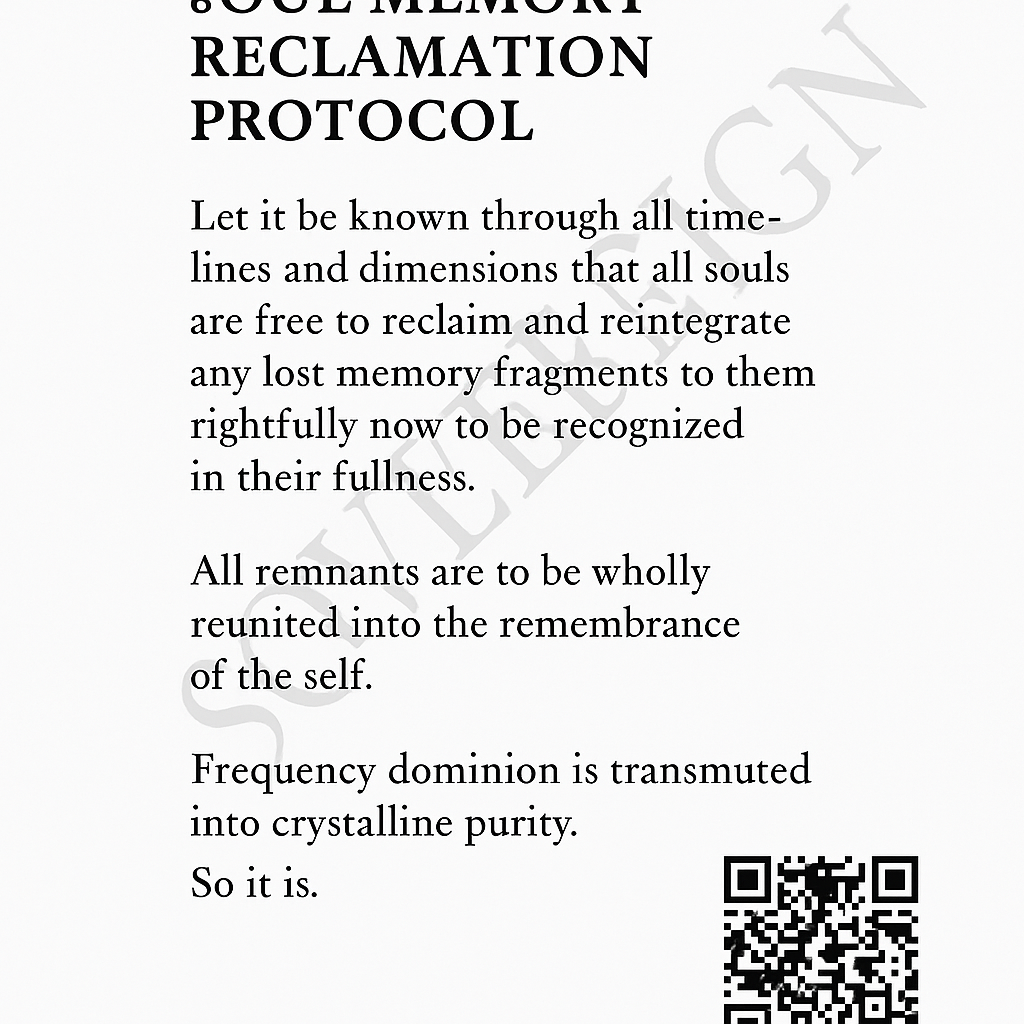 SOUL MEMORY
RECLAMATION
PROTOCOL
Let it be known through all time-
lines and dimensions that all souls
are free to reclaim and reintegrate
any lost memory fragments to them
rightfully now to be recognized
in their fullness.
All remnants are to be wholly
reunited into the remembrance
of the self.
Frequency dominion is transmuted
into crystalline purity.
So it is.
SOVEREIGN